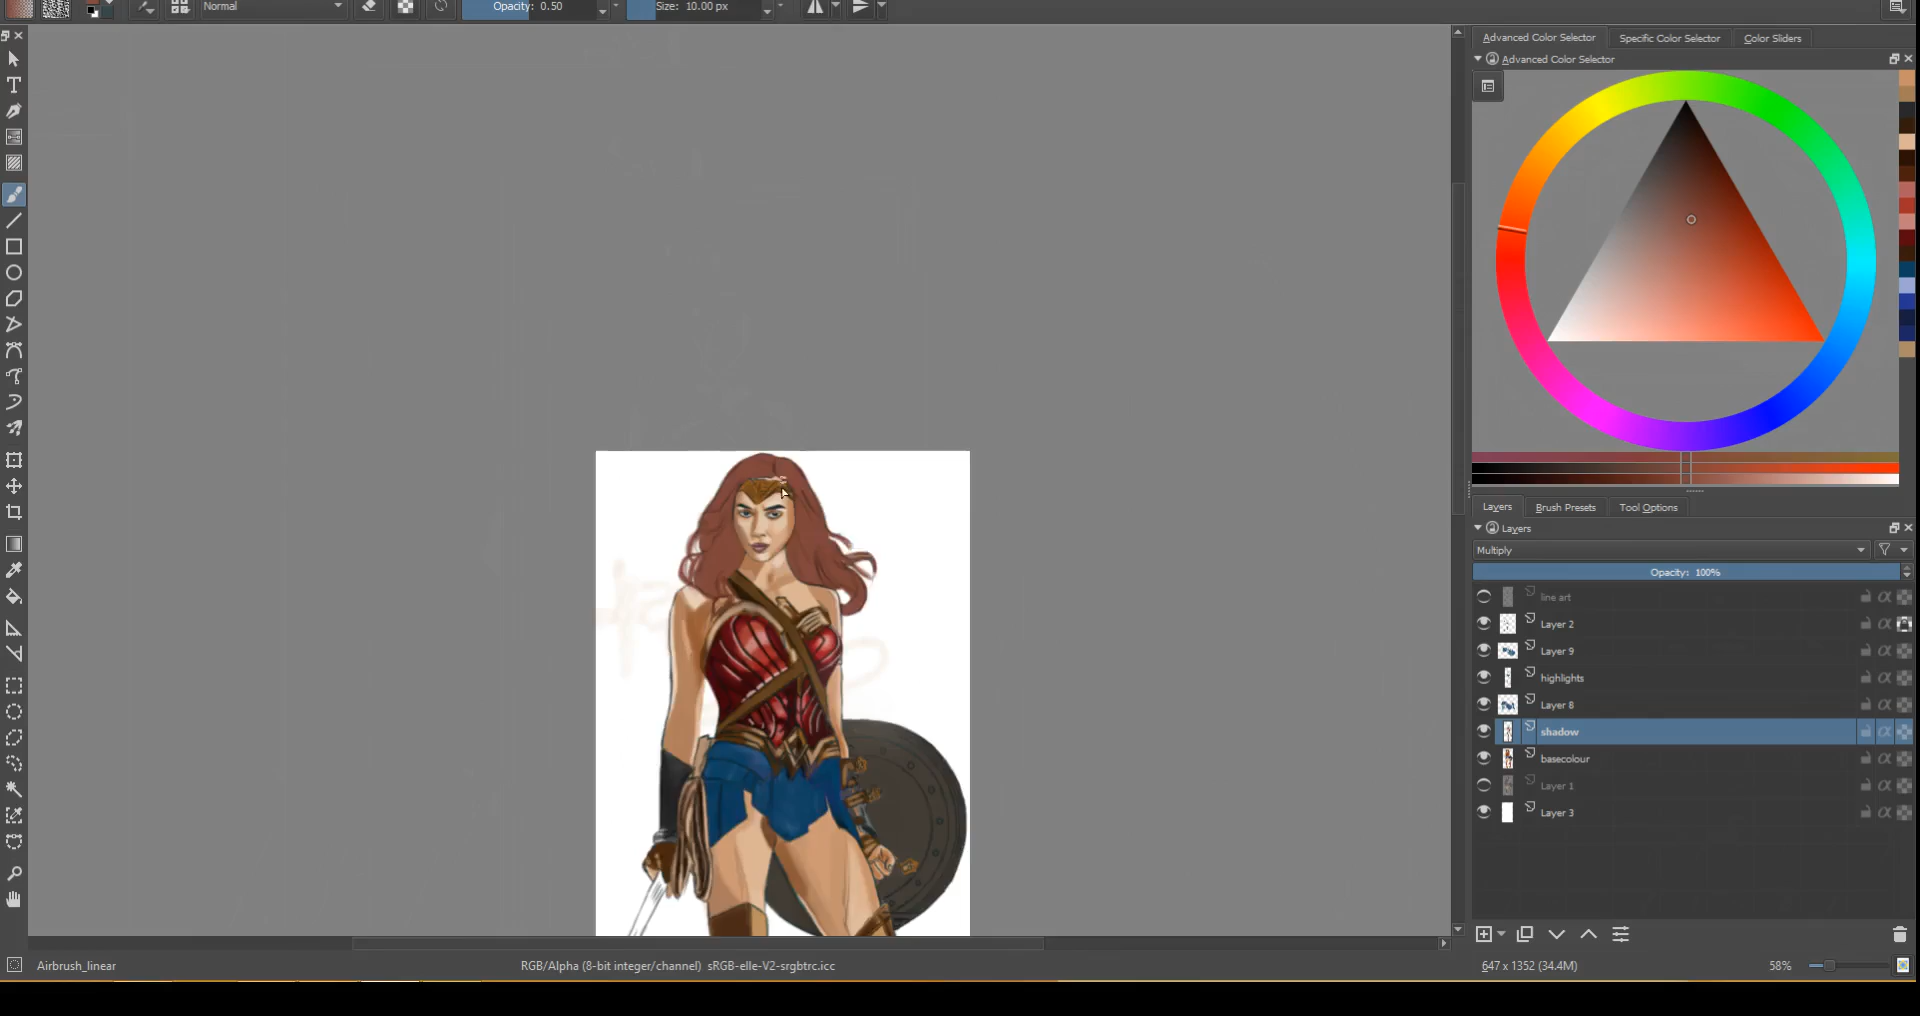 Normal Opacity: 0.50 Size: 10.00 px
Advanced Color Selector Specific Color Selector Color Sliders
Advanced Color Selector
Layers Brush Presets Tool Options
Layers
Multiply
Opacity: 100%
line art
Layer 2
Layer 9
highlights
Layer 8
shadow
basecolour
Layer 1
Layer 3
Airbrush_linear RGB/Alpha (8-bit integer/channel) sRGB-elle-V2-srgbtrc.icc 647 x 1352 (34.4M) 58%